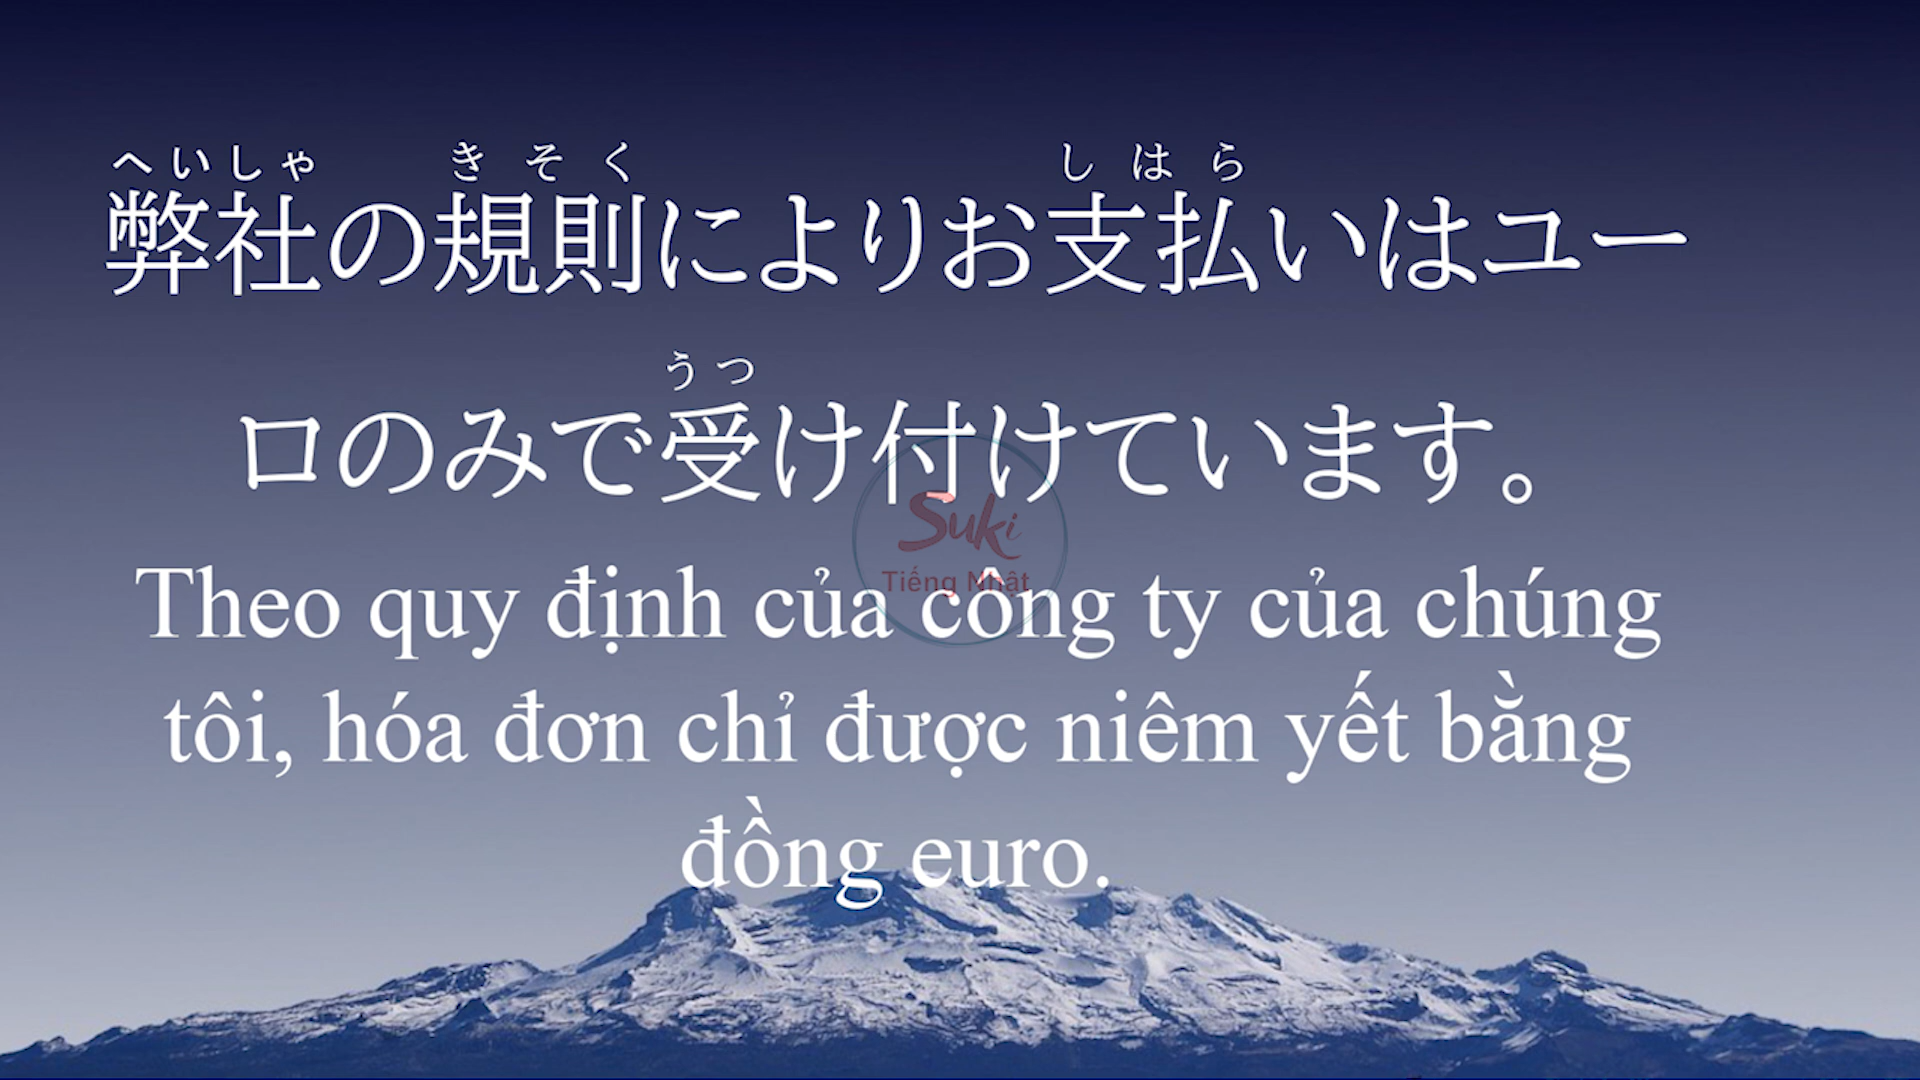 へいしゃ きそく しはら
弊社の規則によりお支払いはユー
うつ
ロのみで受け付けています。
Suki
Tiếng Nhật
Theo quy định của công ty của chúng
tôi, hóa đơn chỉ được niêm yết bằng
đồng euro.